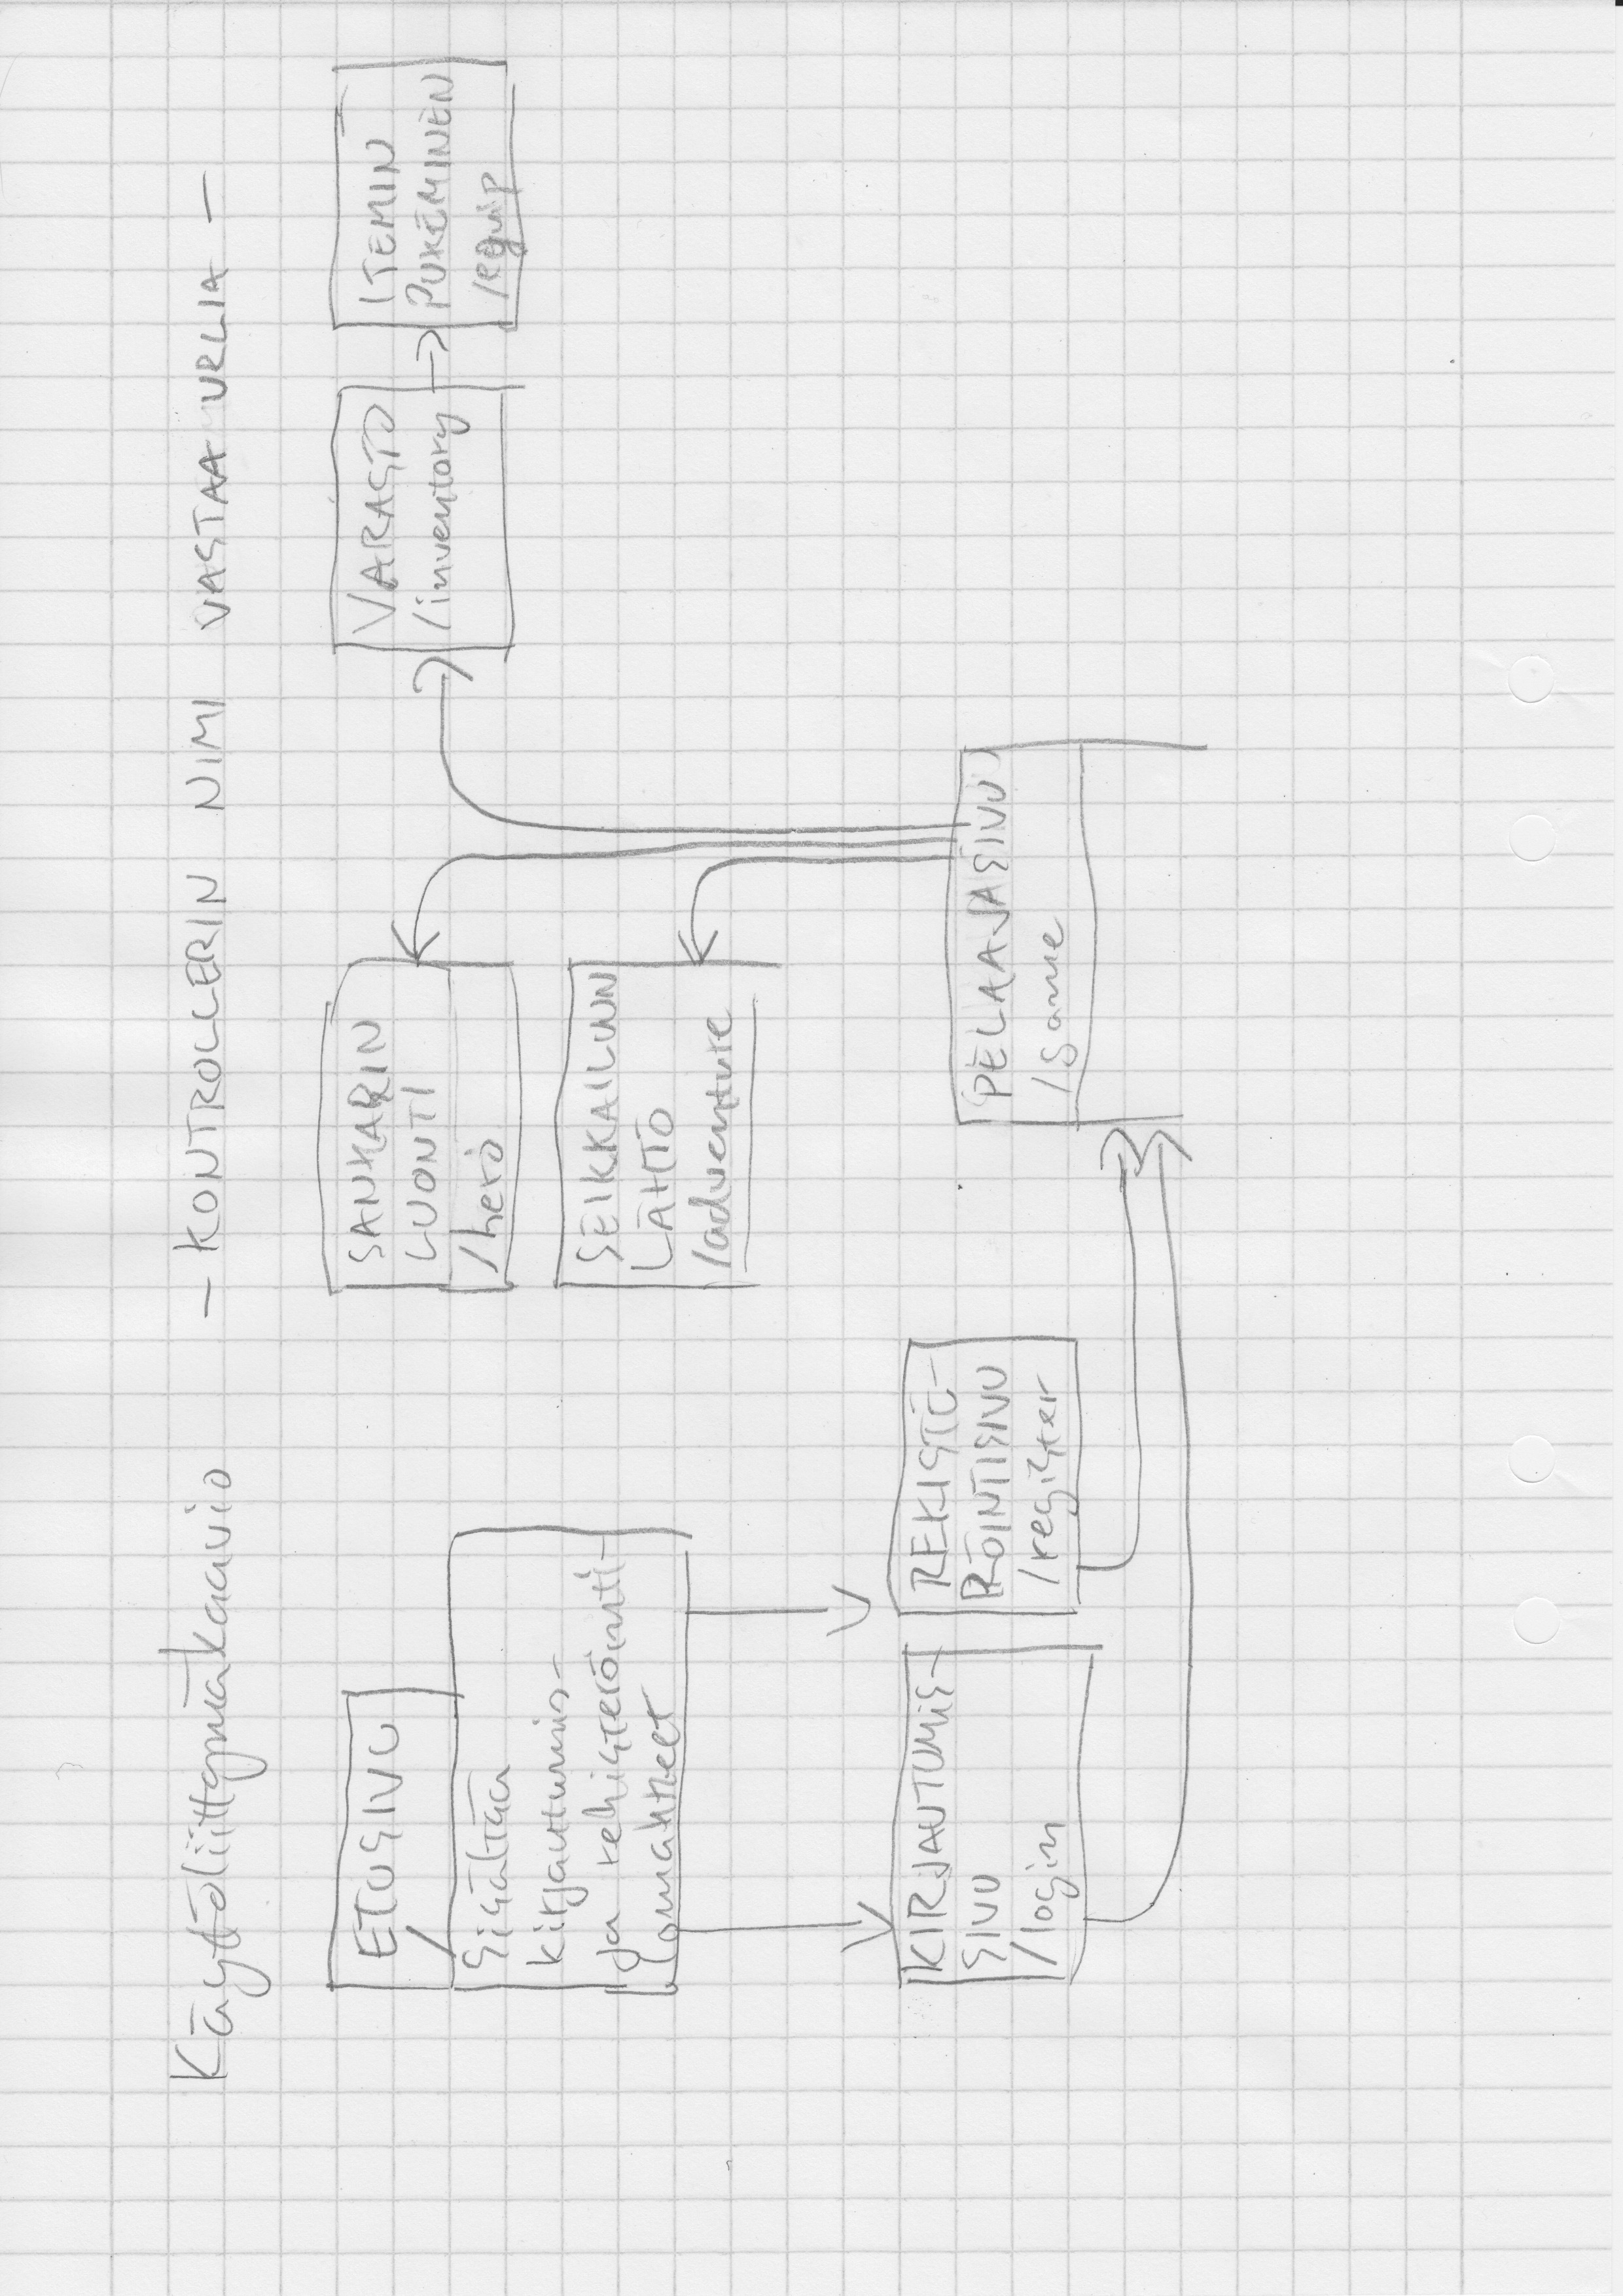 Käyttöliittymäkaavio
- KONTROLLERIN NIMI VASTAA URLIA -
ETUSIVU
/
Sisältää
kirjautumis-
ja rekisteröinti-
lomakkeet
SANKARIN
LUONTI
/hero
SEIKKAILUUN
LÄHTÖ
/adventure
VARASTO
/inventory
ITEMIN
PUKEMINEN
/equip
KIRJAUTUMIS-
SIVU
/login
REKISTE-
RÖINTISIVU
/register
PELAAJASIVU
/game